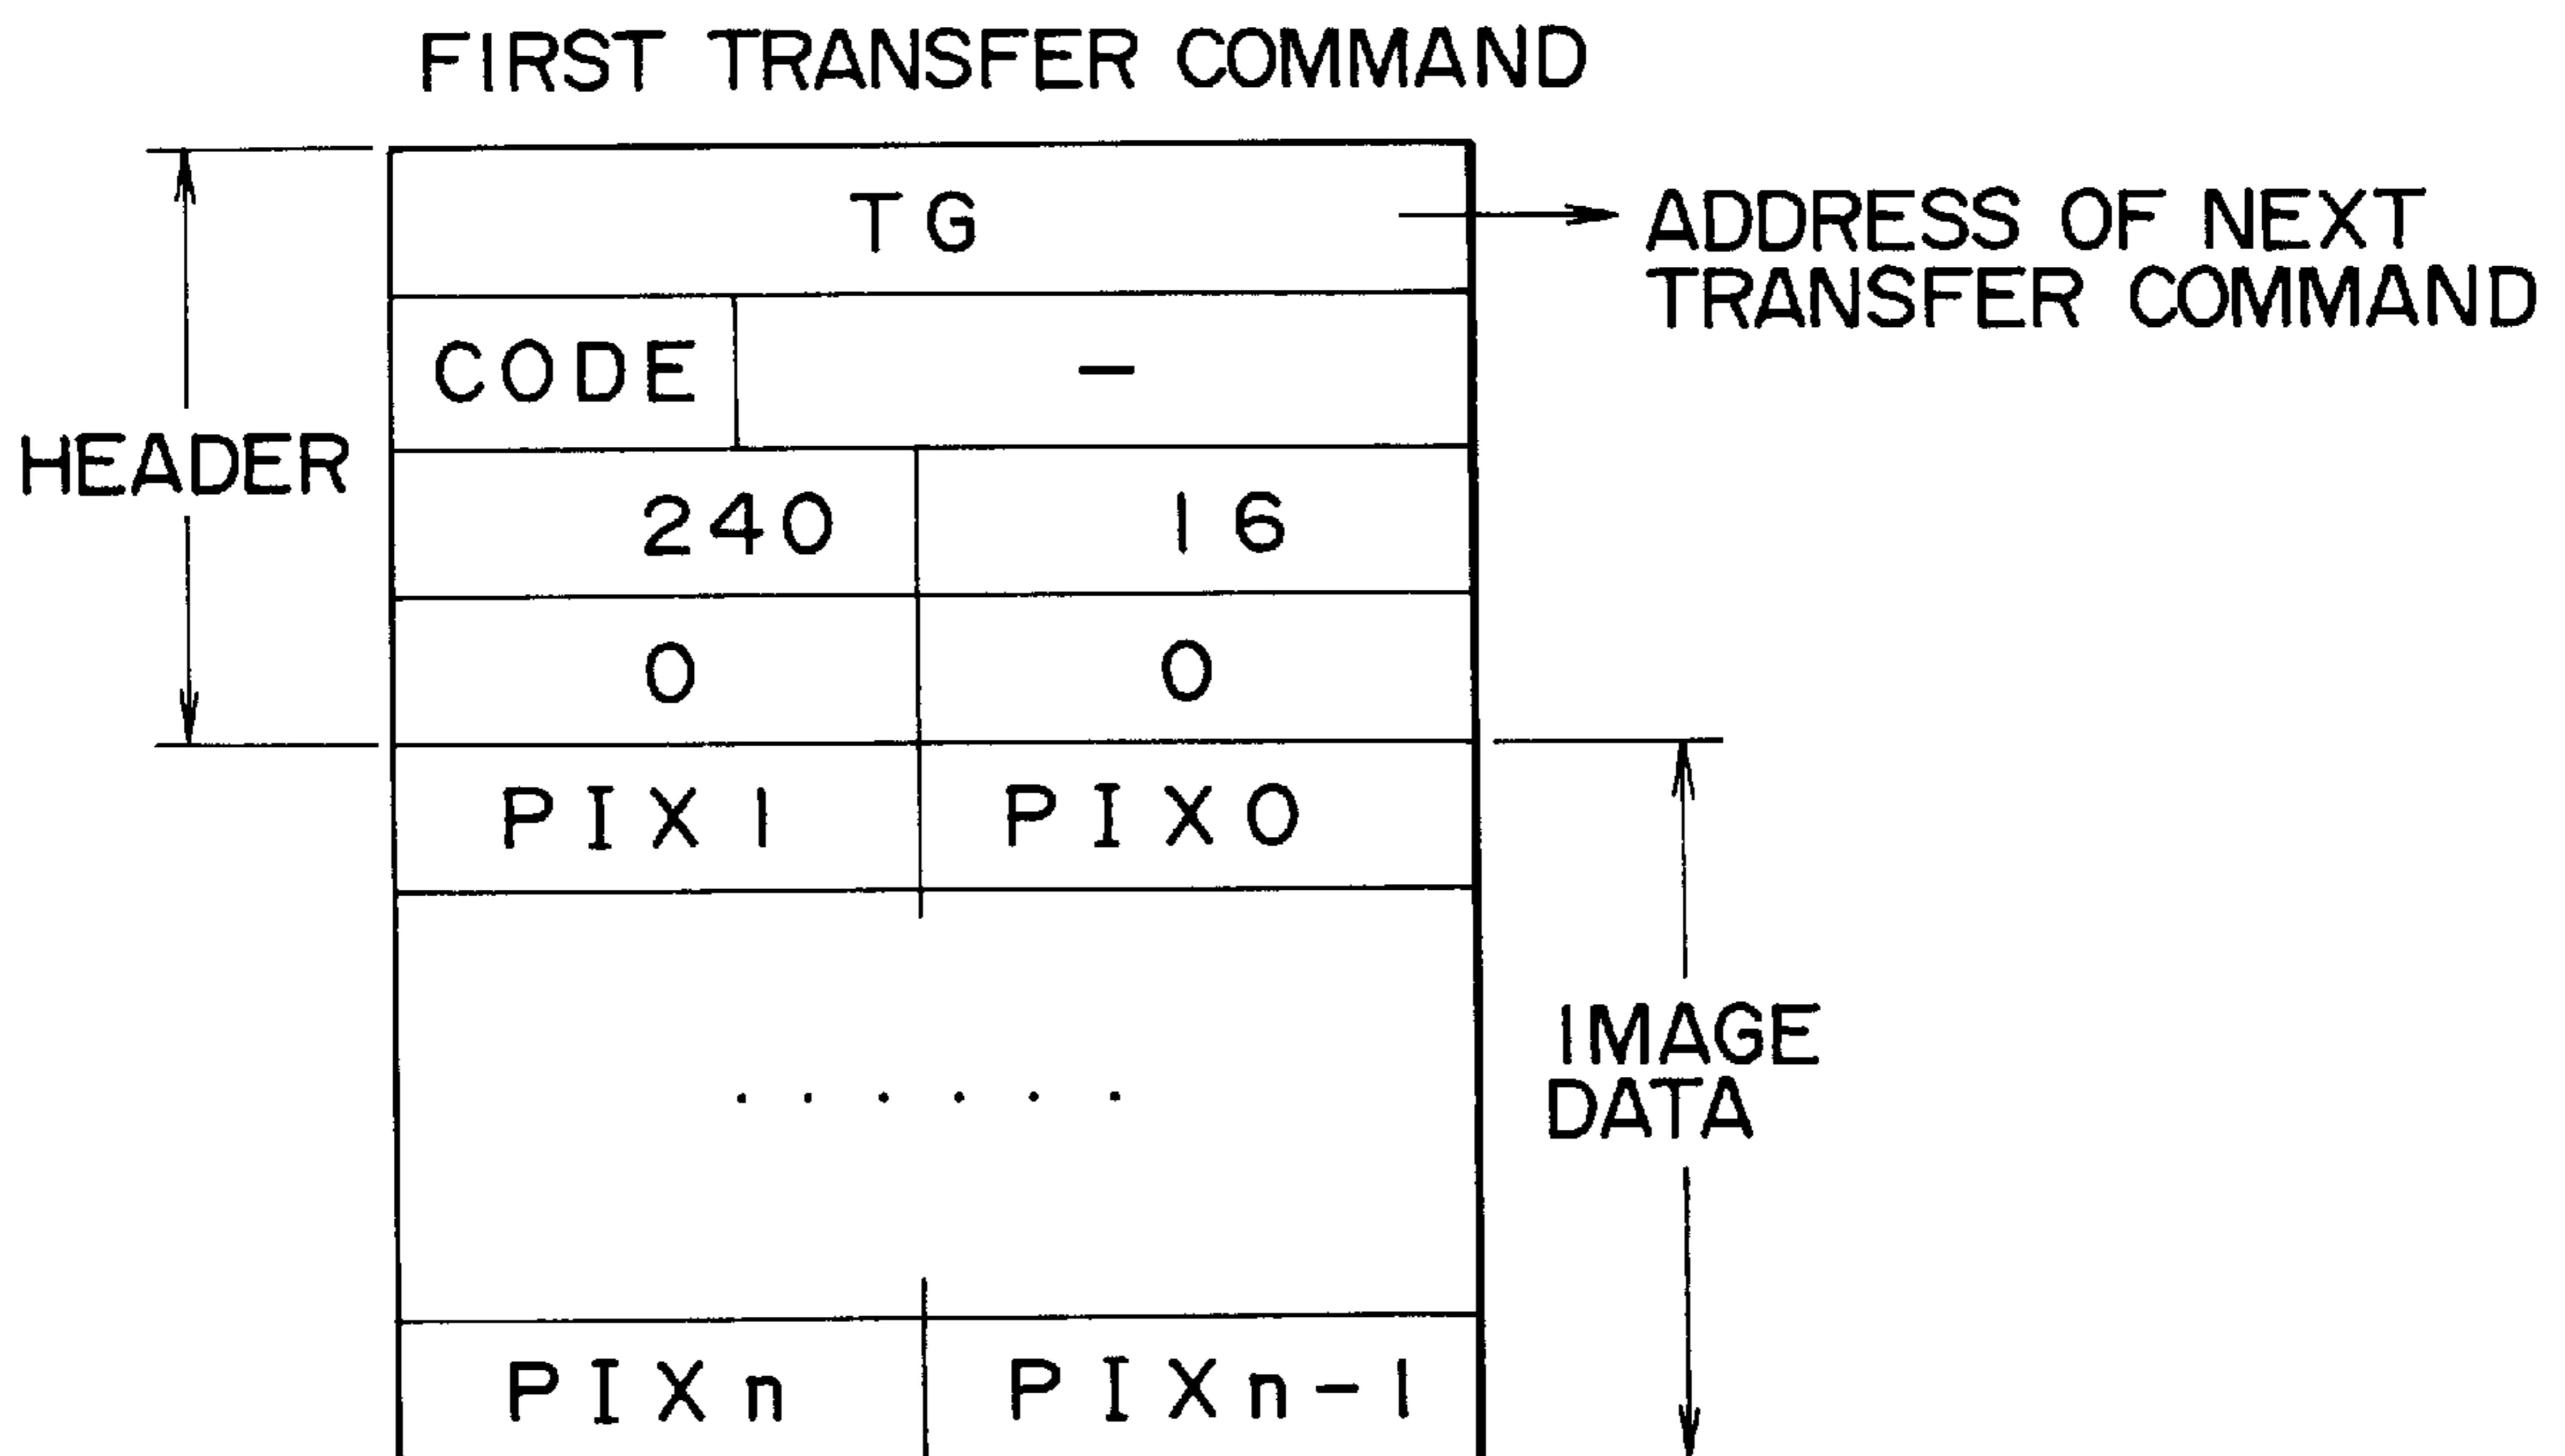 FIRST TRANSFER COMMAND
TG
ADDRESS OF NEXT
TRANSFER COMMAND
CODE -
HEADER
240 16
0 0
PIX1 PIX0
......
IMAGE
DATA
PIXn PIXn-1